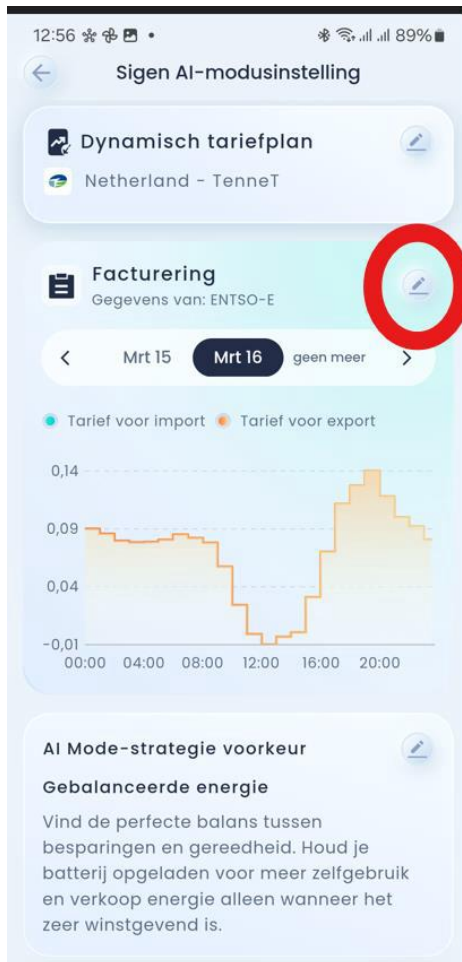 12:56
89%
Sigen AI-modusinstelling
Dynamisch tariefplan
Netherland - TenneT
Facturering
Gegevens van: ENTSO-E
Mrt 15 Mrt 16 geen meer
Tarief voor import Tarief voor export
0,14
0,09
0,04
-0,01
00:00 04:00 08:00 12:00 16:00 20:00
AI Mode-strategie voorkeur
Gebalanceerde energie
Vind de perfecte balans tussen
besparingen en gereedheid. Houd je
batterij opgeladen voor meer zelfgebruik
en verkoop energie alleen wanneer het
zeer winstgevend is.